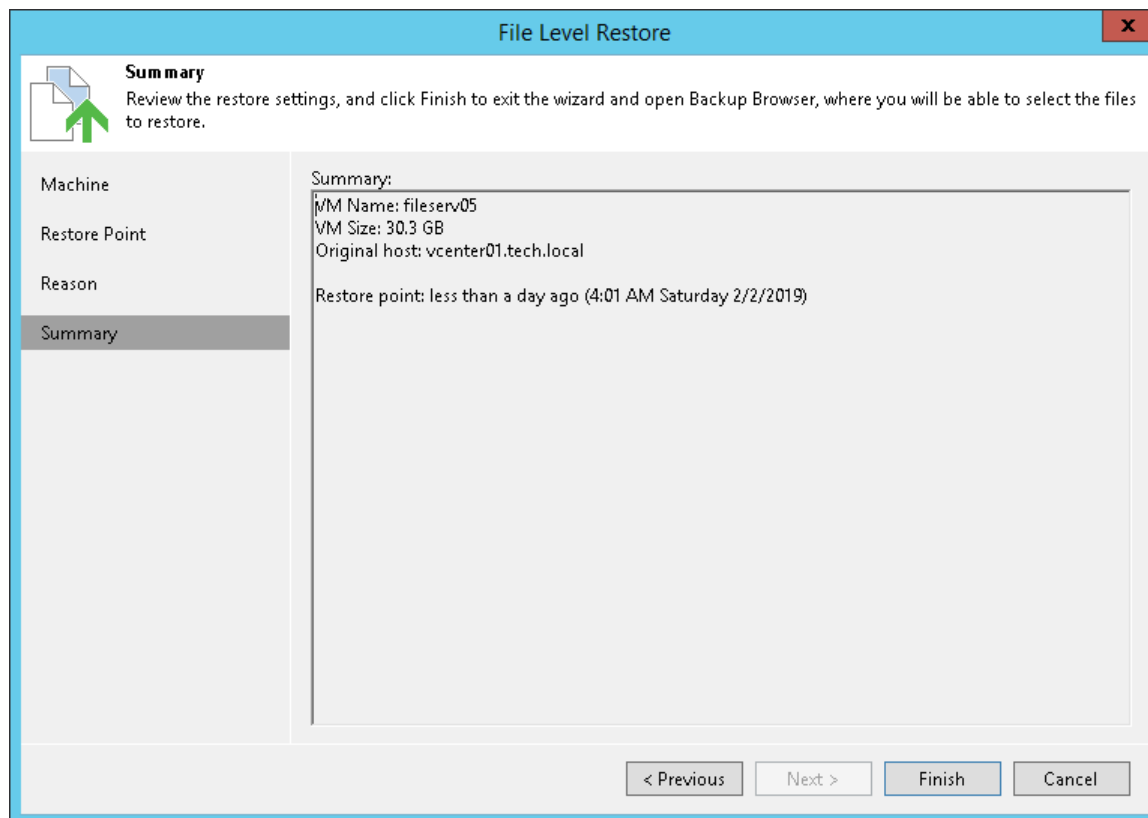 File Level Restore
x
Summary
Review the restore settings, and click Finish to exit the wizard and open Backup Browser, where you will be able to select the files
to restore.
Machine
Restore Point
Reason
Summary
Summary:
VM Name: fileserv05
VM Size: 30.3 GB
Original host: vcenter01.tech.local
Restore point: less than a day ago (4:01 AM Saturday 2/2/2019)
< Previous
Next >
Finish
Cancel